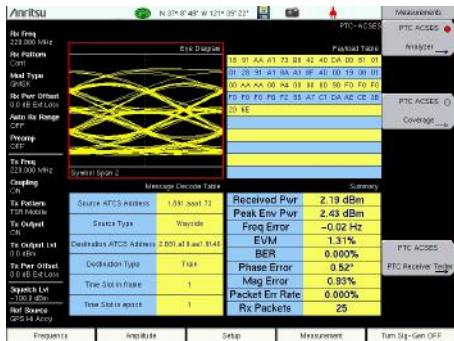 Anritsu
N 37° 8' 48" W 121° 39' 22"
Measurements
PTC-ACSES
PTC ACSES
Analyzer
Rx Freq
220.000 MHz
Rx Pattern
Cont
Mod Type
GMSK
Rx Pwr Offset
0.0 dB Ext Loss
Auto Rx Range
OFF
Preamp
OFF
Tx Freq
220.000 MHz
Coupling
ON
Tx Pattern
TSR Mobile
Tx Output
ON
Tx Output Lvl
0.0 dBm
Tx Pwr Offset
0.0 dB Ext Loss
Squelch Lvl
-100.0 dBm
Ref Source
GPS Hi Accy
Eye Diagram
Symbol Span 2
Payload Table
20 6E
PTC ACSES
Coverage
Message Decode Table
Source ATCS Address
Source Type Wayside
Destination ATCS Address
Destination Type Train
Time Slot in frame 1
Time Slot in epoch 1
Summary
Received Pwr 2.19 dBm
Peak Env Pwr 2.43 dBm
Freq Error -0.02 Hz
EVM 1.31%
BER 0.000%
Phase Error 0.52°
Mag Error 0.93%
Packet Err Rate 0.000%
Rx Packets 25
PTC ACSES
PTC Receiver Tester
Frequency
Amplitude
Setup
Measurement
Turn Sig-Gen OFF